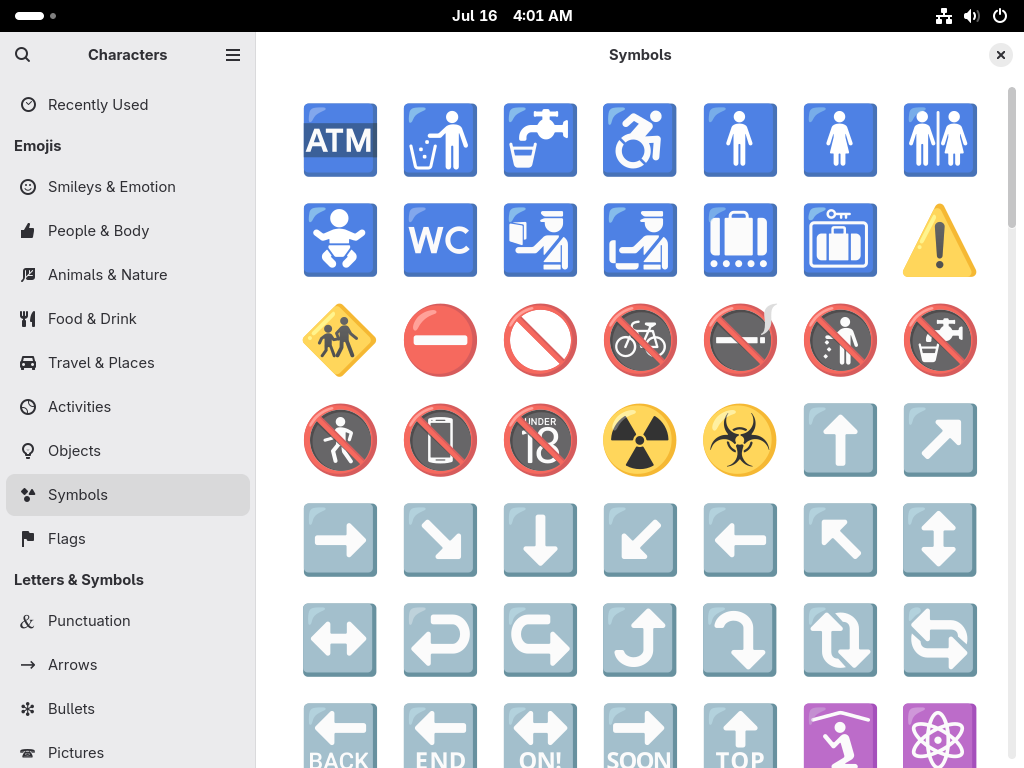 Jul 16 4:01 AM
Characters
Symbols
Recently Used
Emojis
Smileys & Emotion
People & Body
Animals & Nature
Food & Drink
Travel & Places
Activities
Objects
Symbols
Flags
Letters & Symbols
& Punctuation
Arrows
Bullets
Pictures
ATM
WC
UNDER
18
BACK
END
ON!
SOON
TOP